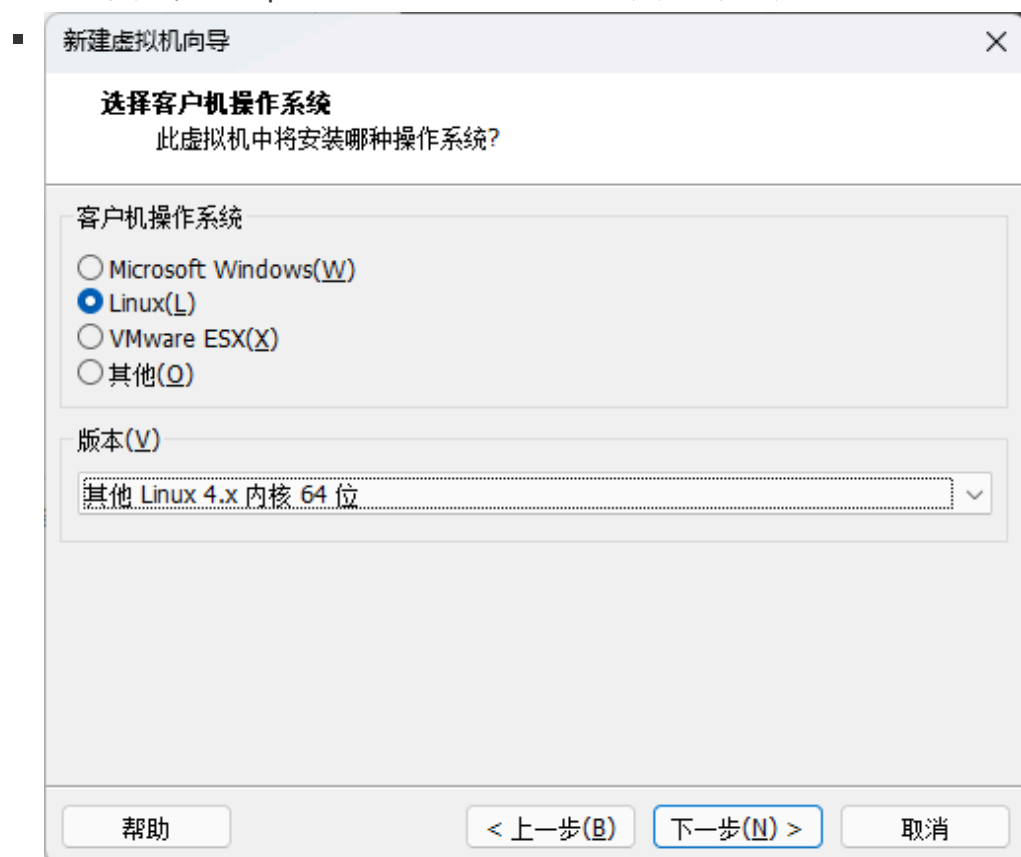 新建虚拟机向导
选择客户机操作系统
此虚拟机中将安装哪种操作系统?
客户机操作系统
Microsoft Windows(W)
Linux(L)
VMware ESX(X)
其他(O)
版本(V)
其他 Linux 4.x 内核 64 位
帮助
< 上一步(B)
下一步(N) >
取消